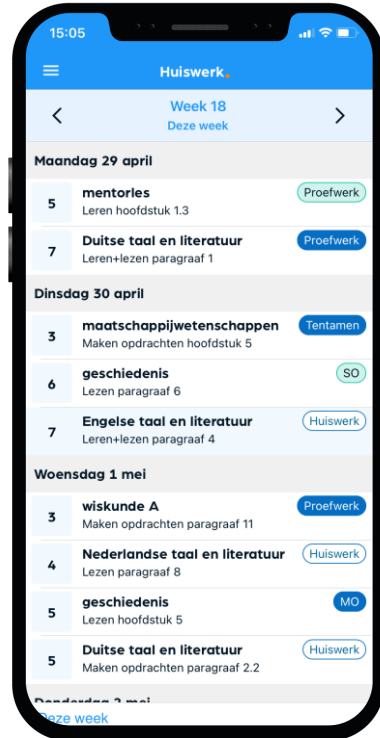 15:05
Huiswerk.
Week 18
Deze week
Maandag 29 april
5 mentorles Proefwerk
Leren hoofdstuk 1.3
7 Duitse taal en literatuur Proefwerk
Leren+lezen paragraaf 1
Dinsdag 30 april
3 maatschappijwetenschappen Tentamen
Maken opdrachten hoofdstuk 5
6 geschiedenis SO
Lezen paragraaf 6
7 Engelse taal en literatuur Huiswerk
Leren+lezen paragraaf 4
Woensdag 1 mei
3 wiskunde A Proefwerk
Maken opdrachten paragraaf 11
4 Nederlandse taal en literatuur Huiswerk
Lezen paragraaf 8
5 geschiedenis MO
Lezen hoofdstuk 5
5 Duitse taal en literatuur Huiswerk
Maken opdrachten paragraaf 2.2
Donderdag 2 mei
Deze week